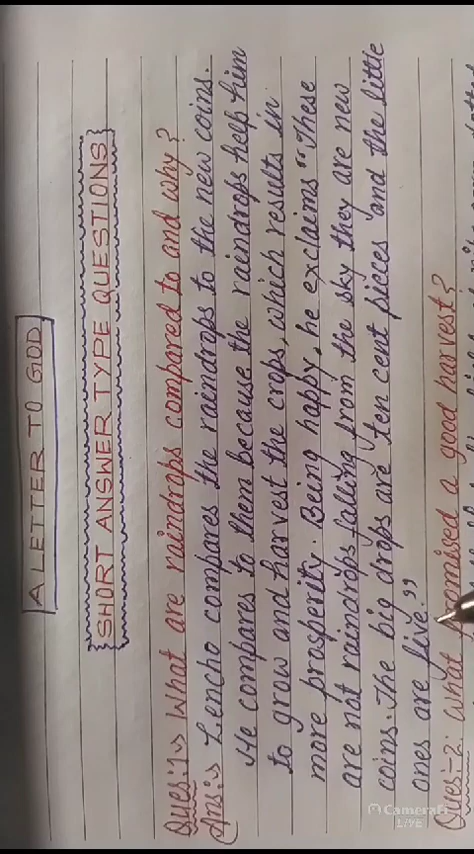 A LETTER TO GOD
SHORT ANSWER TYPE QUESTIONS
Ques:1:> What are raindrops compared to and why?
Ans:> Lencho compares the raindrops to the new coins.
He compares to them because the raindrops help him
to grow and harvest the crops, which results in
more prosperity. Being happy, he exclaims "These
are not raindrops falling from the sky they are new
coins. The big drops are ten cent pieces and the little
ones are five."
Ques:-2: What promised a good harvest?
CameraFi
LIVE